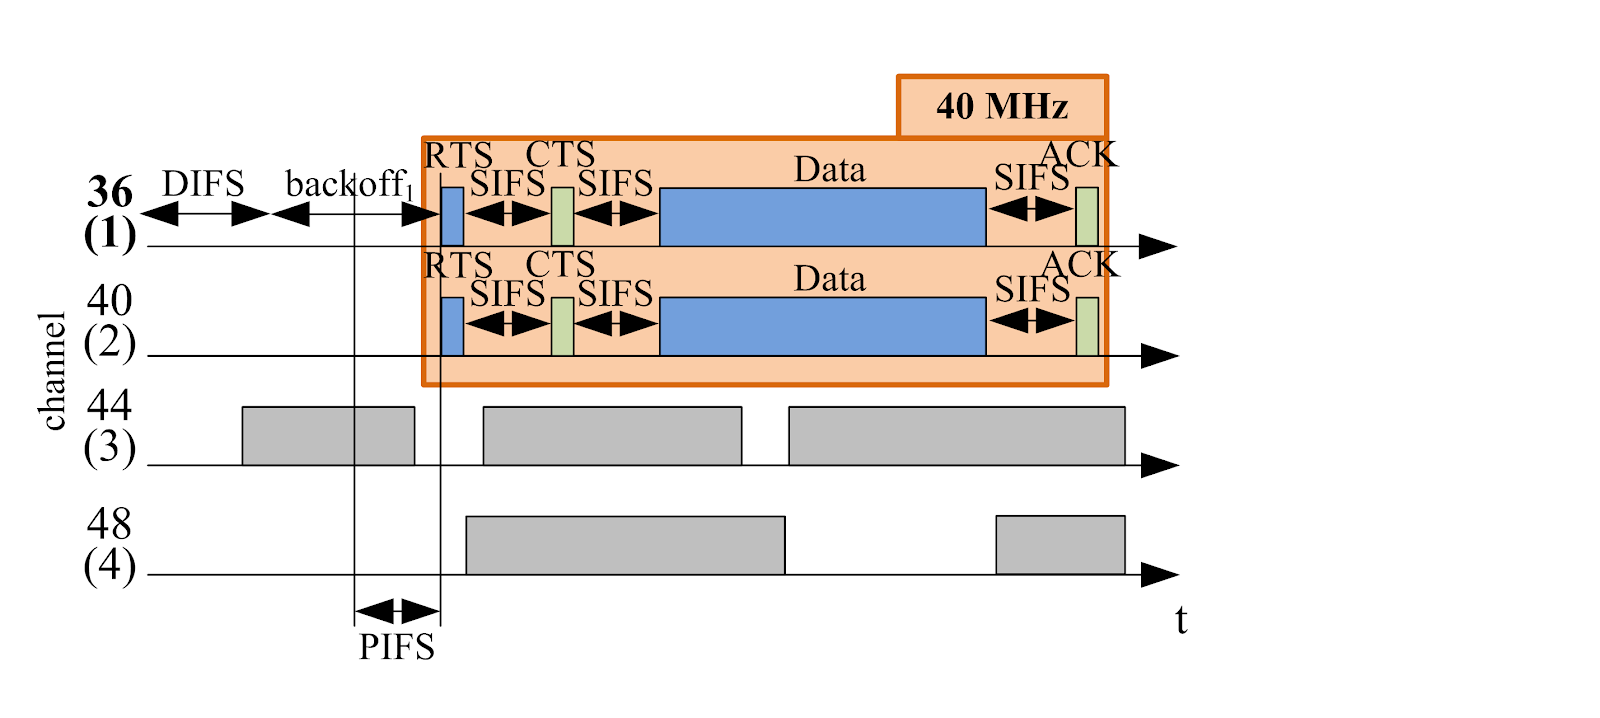 40 MHz
RTS CTS Data ACK
36 DIFS backoff₁ SIFS SIFS SIFS
(1)
RTS CTS Data ACK
40 SIFS SIFS SIFS
(2)
channel
44
(3)
48
(4)
t
PIFS